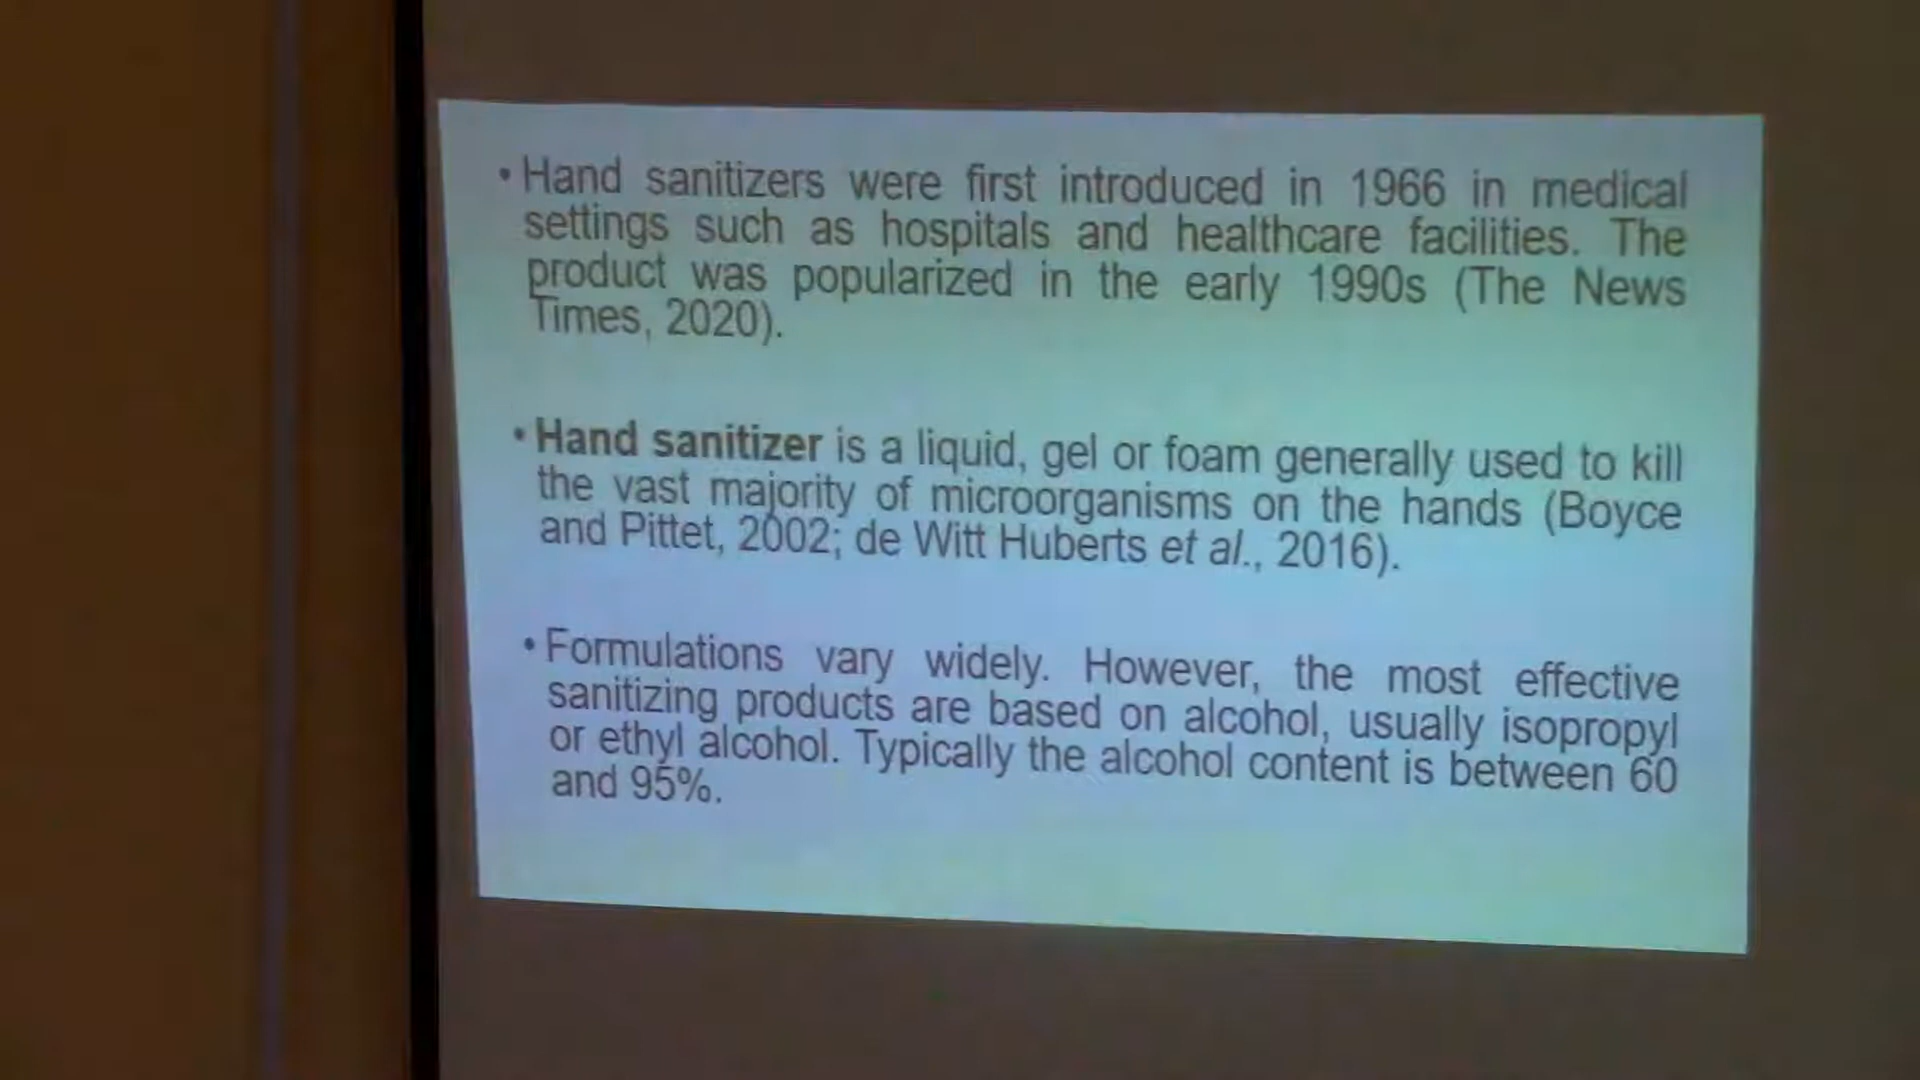 • Hand sanitizers were first introduced in 1966 in medical
settings such as hospitals and healthcare facilities. The
product was popularized in the early 1990s (The News
Times, 2020).
• Hand sanitizer is a liquid, gel or foam generally used to kill
the vast majority of microorganisms on the hands (Boyce
and Pittet, 2002; de Witt Huberts et al., 2016).
• Formulations vary widely. However, the most effective
sanitizing products are based on alcohol, usually isopropyl
or ethyl alcohol. Typically the alcohol content is between 60
and 95%.